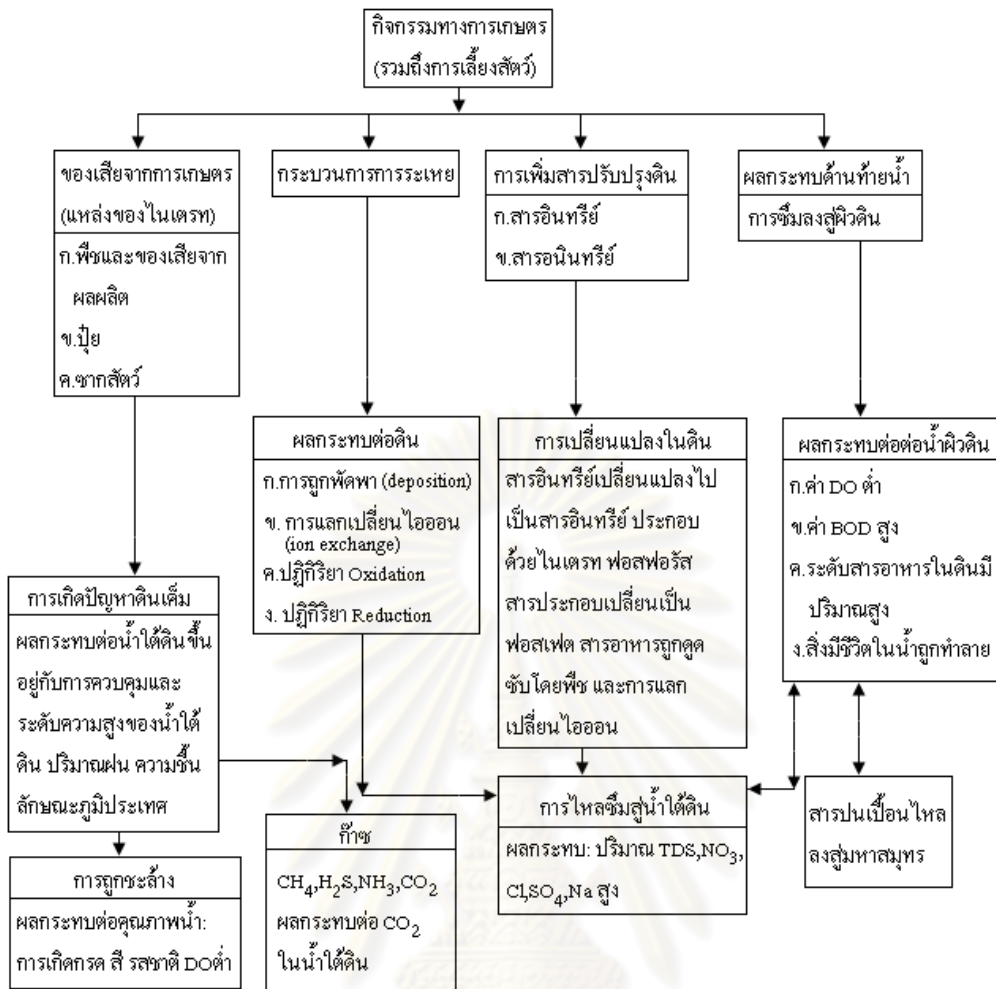 กิจกรรมทางการเกษตร
(รวมถึงการเลี้ยงสัตว์)
ของเสียจากการเกษตร
(แหล่งของไนเตรท)
ก.พืชและของเสียจาก
ผลผลิต
ข.ปุ๋ย
ค.ซากสัตว์
กระบวนการการระเหย
การเพิ่มสารปรับปรุงดิน
ก.สารอินทรีย์
ข.สารอนินทรีย์
ผลกระทบด้านท้ายน้ำ
การซึมลงสู่ผิวดิน
ผลกระทบต่อดิน
ก.การถูกพัดพา (deposition)
ข. การแลกเปลี่ยนไอออน
(ion exchange)
ค.ปฏิกิริยา Oxidation
ง. ปฏิกิริยา Reduction
การเปลี่ยนแปลงในดิน
สารอินทรีย์เปลี่ยนแปลงไป
เป็นสารอินทรีย์ ประกอบ
ด้วยไนเตรท ฟอสฟอรัส
สารประกอบเปลี่ยนเป็น
ฟอสเฟต สารอาหารถูกดูด
ซับโดยพืช และการแลก
เปลี่ยนไอออน
ผลกระทบต่อต่อน้ำผิวดิน
ก.ค่า DO ต่ำ
ข.ค่า BOD สูง
ค.ระดับสารอาหารในดินมี
ปริมาณสูง
ง.สิ่งมีชีวิตในน้ำถูกทำลาย
การเกิดปัญหาดินเค็ม
ผลกระทบต่อน้ำใต้ดินขึ้น
อยู่กับการควบคุมและ
ระดับความสูงของน้ำใต้
ดิน ปริมาณฝน ความชื้น
ลักษณะภูมิประเทศ
การถูกชะล้าง
ผลกระทบต่อคุณภาพน้ำ:
การเกิดกรด สี รสชาติ DOต่ำ
ก๊าซ
CH4,H2S,NH3,CO2
ผลกระทบต่อ CO2
ในน้ำใต้ดิน
การไหลซึมสู่น้ำใต้ดิน
ผลกระทบ: ปริมาณ TDS,NO3,
Cl,SO4,Na สูง
สารปนเปื้อนไหล
ลงสู่มหาสมุทร